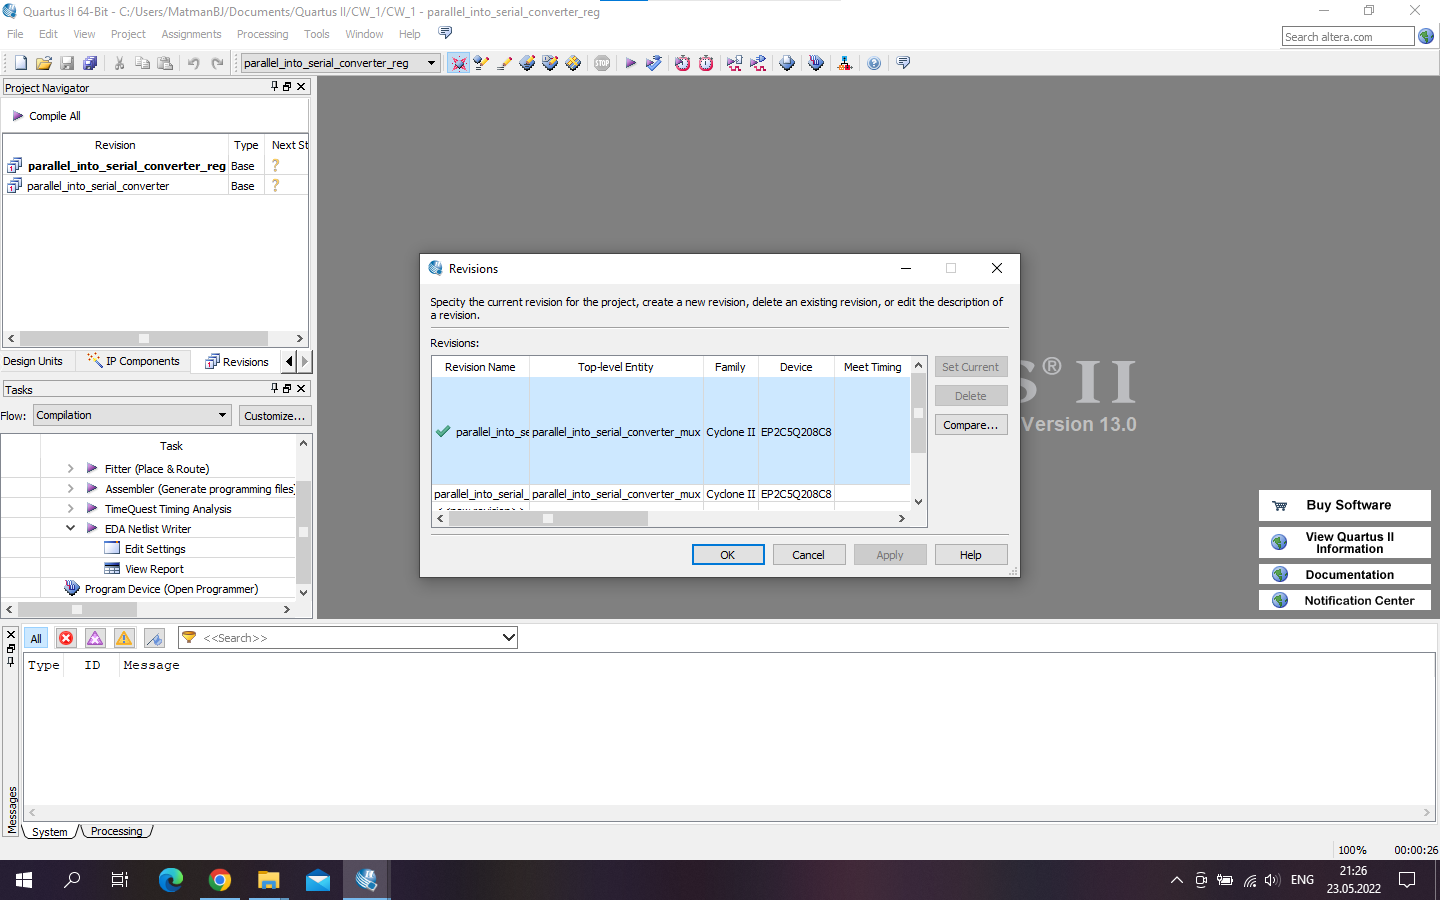 Quartus II 64-Bit - C:/Users/MatmanBJ/Documents/Quartus II/CW_1/CW_1 - parallel_into_serial_converter_reg
File Edit View Project Assignments Processing Tools Window Help
Search altera.com
parallel_into_serial_converter_reg
STOP
Project Navigator
Compile All
Revision Type Next St
parallel_into_serial_converter_reg Base ?
parallel_into_serial_converter Base ?
Design Units IP Components Revisions
Tasks
Flow: Compilation Customize...
Task
Fitter (Place & Route)
Assembler (Generate programming files)
TimeQuest Timing Analysis
EDA Netlist Writer
Edit Settings
View Report
Program Device (Open Programmer)
Revisions
Specify the current revision for the project, create a new revision, delete an existing revision, or edit the description of
a revision.
Revisions:
Revision Name Top-level Entity Family Device Meet Timing
parallel_into_se parallel_into_serial_converter_mux Cyclone II EP2C5Q208C8
parallel_into_serial_ parallel_into_serial_converter_mux Cyclone II EP2C5Q208C8
<<new revision>>
Set Current
Delete
Compare...
OK Cancel Apply Help
S® II
Version 13.0
Buy Software
View Quartus II
Information
Documentation
Notification Center
All <<Search>>
Type ID Message
Messages
System Processing
100% 00:00:26
ENG
21:26
23.05.2022